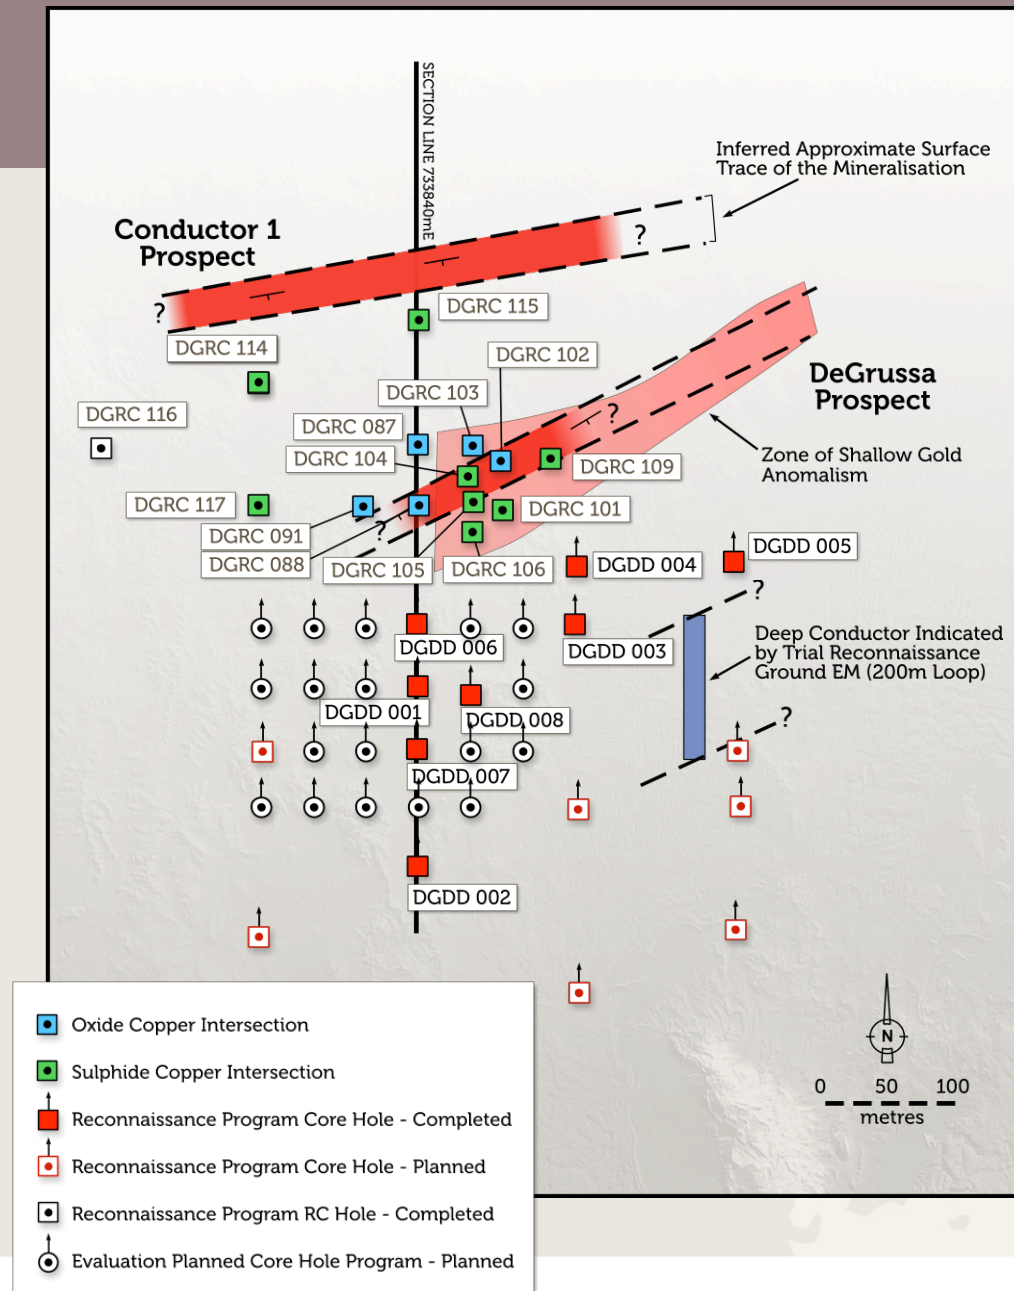 SECTION LINE 733840mE
Inferred Approximate Surface
Trace of the Mineralisation
Conductor 1
Prospect
?
?
DGRC 115
DGRC 114
DGRC 102
DeGrussa
Prospect
DGRC 103
DGRC 116
?
DGRC 087
DGRC 104
Zone of Shallow Gold
Anomalism
DGRC 109
DGRC 117
DGRC 101
DGRC 091
?
DGRC 088
DGRC 105
DGRC 106
DGDD 004
DGDD 005
?
DGDD 006
DGDD 003
Deep Conductor Indicated
by Trial Reconnaissance
Ground EM (200m Loop)
DGDD 001
DGDD 008
?
DGDD 007
DGDD 002
Oxide Copper Intersection
Sulphide Copper Intersection
Reconnaissance Program Core Hole - Completed
Reconnaissance Program Core Hole - Planned
Reconnaissance Program RC Hole - Completed
Evaluation Planned Core Hole Program - Planned
N
0 50 100
metres